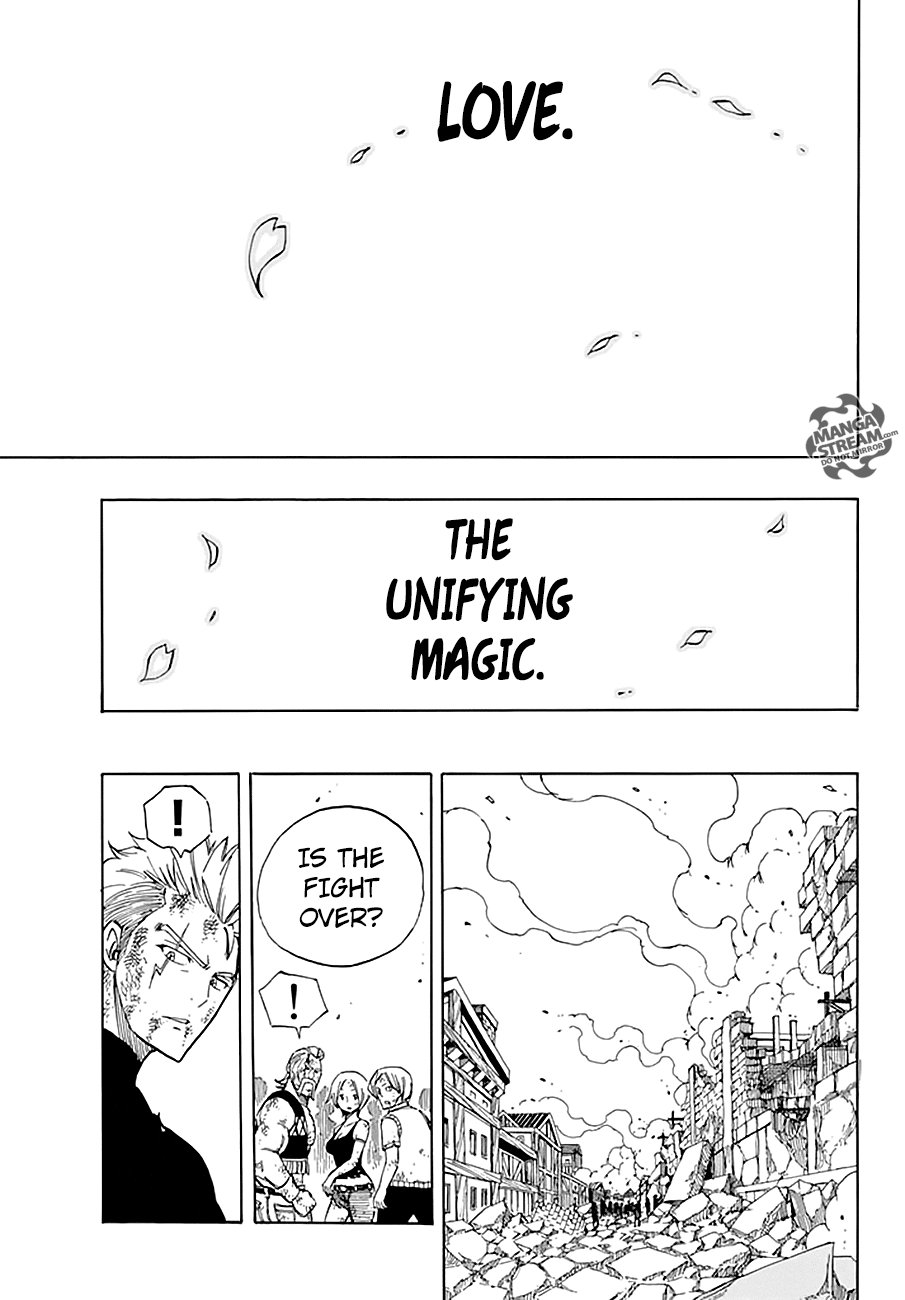 LOVE.
MANGA
STREAM.com
DO NOT MIRROR
THE
UNIFYING
MAGIC.
!
IS THE
FIGHT
OVER?
!